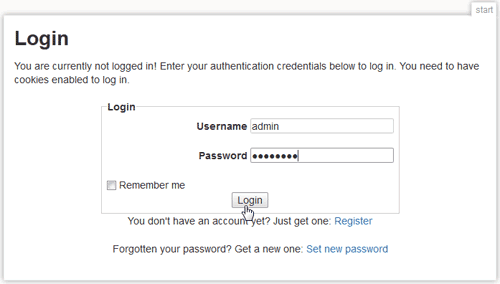 start
Login
You are currently not logged in! Enter your authentication credentials below to log in. You need to have
cookies enabled to log in.
Login
Username admin
Password ••••••••
Remember me
Login
You don't have an account yet? Just get one: Register
Forgotten your password? Get a new one: Set new password